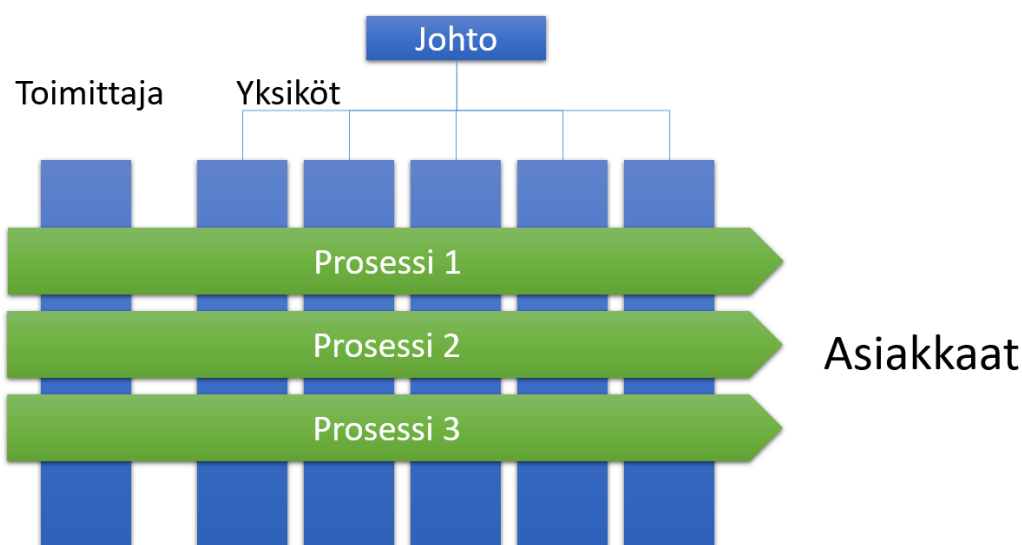 Johto
Toimittaja
Yksiköt
Prosessi 1
Prosessi 2
Prosessi 3
Asiakkaat